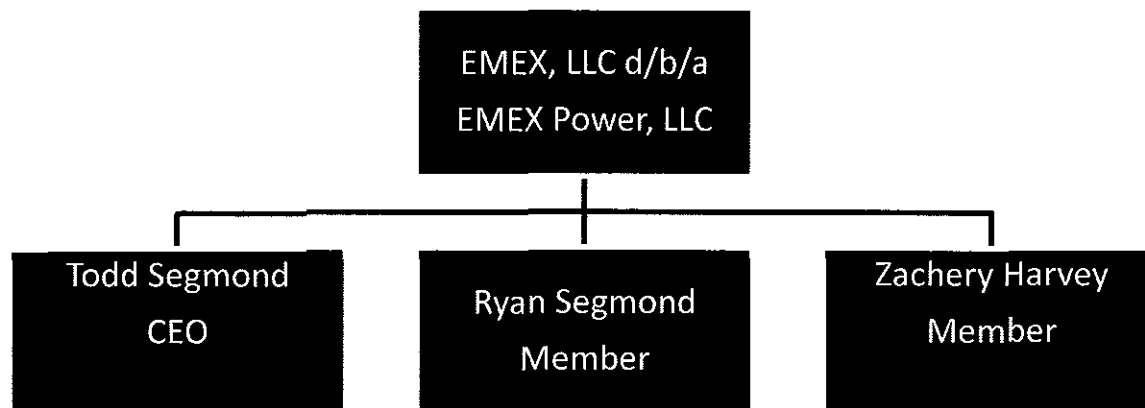 EMEX, LLC d/b/a
EMEX Power, LLC
Todd Segmond
CEO
Ryan Segmond
Member
Zachery Harvey
Member